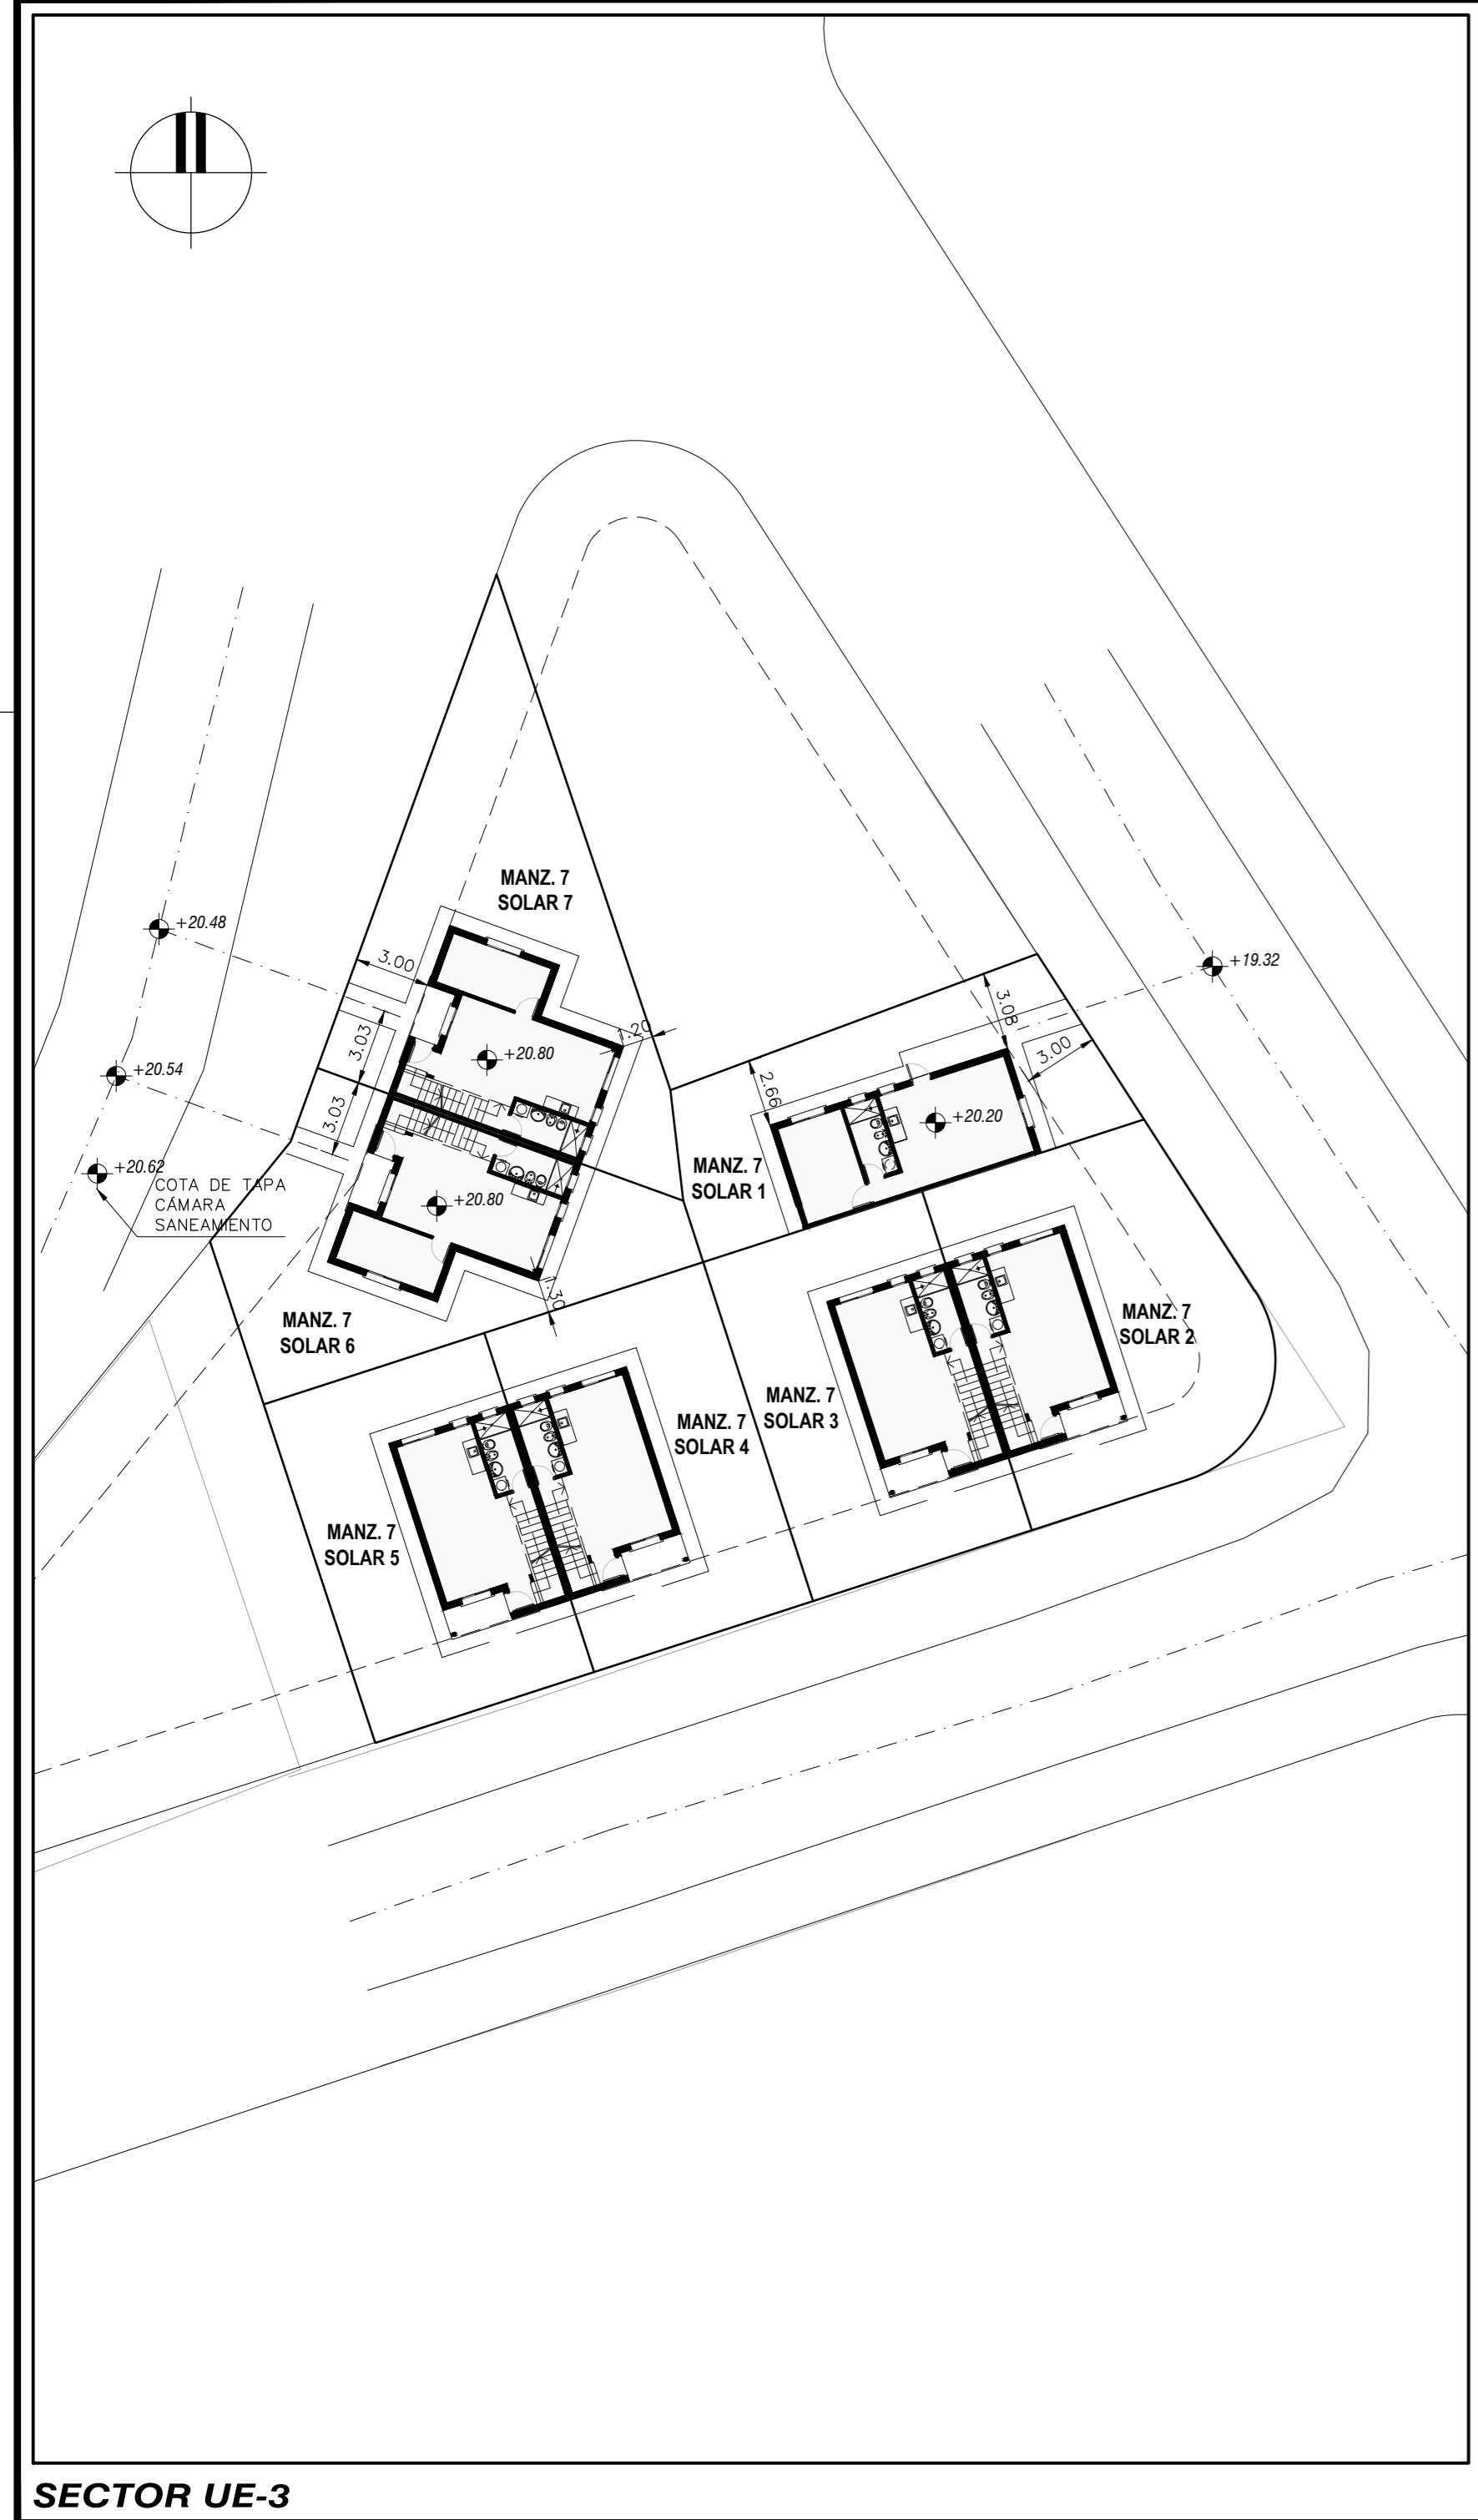 MANZ. 7
SOLAR 7
+20.48
3.00
+19.32
3.08
3.03
1.20
3.00
+20.80
+20.54
2.66
3.03
+20.20
+20.62
COTA DE TAPA
CÁMARA
SANEAMIENTO
MANZ. 7
SOLAR 1
+20.80
1.30
MANZ. 7
SOLAR 6
MANZ. 7
SOLAR 2
MANZ. 7
SOLAR 3
MANZ. 7
SOLAR 4
MANZ. 7
SOLAR 5
SECTOR UE-3